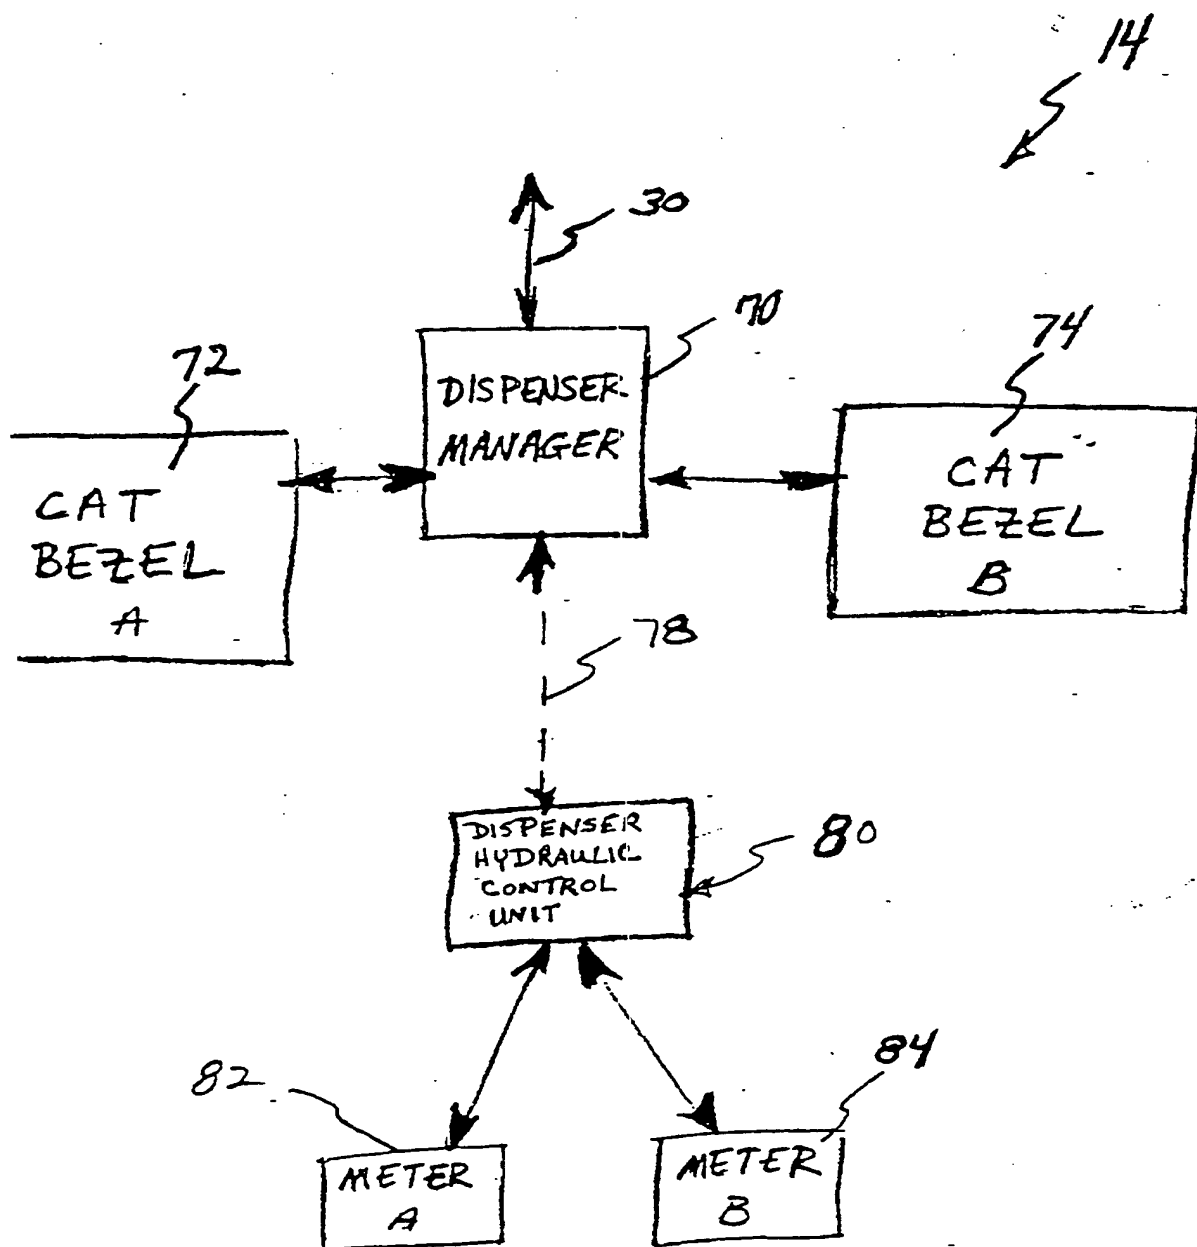 14
30
70
72
74
DISPENSER
MANAGER
CAT
BEZEL
A
CAT
BEZEL
B
78
DISPENSER
HYDRAULIC
CONTROL
UNIT
80
82
84
METER
A
METER
B